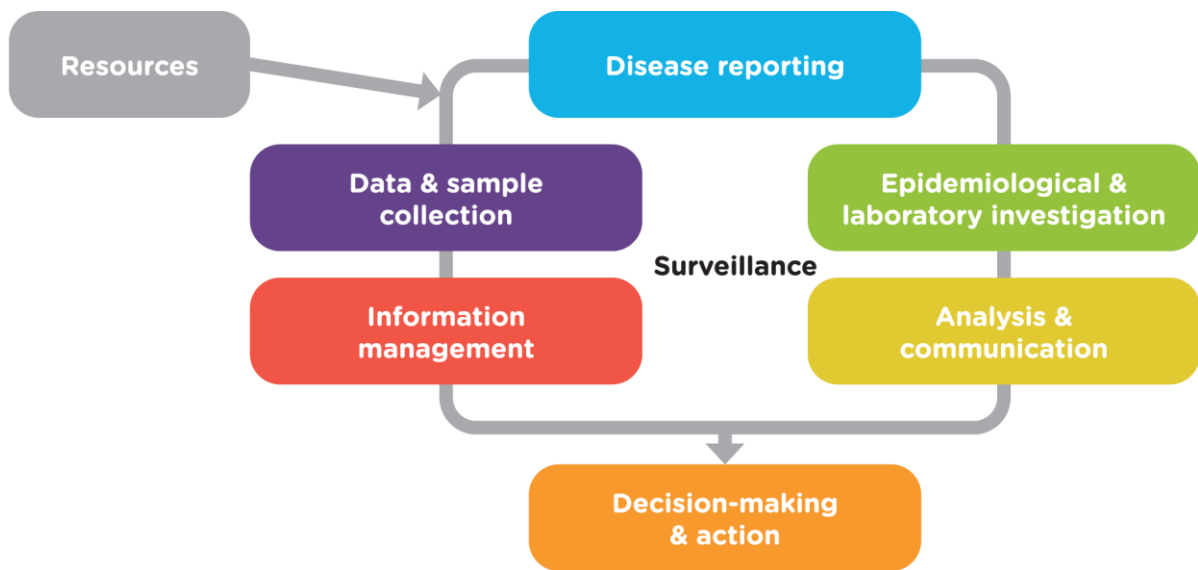 Resources
Disease reporting
Data & sample
collection
Epidemiological &
laboratory investigation
Surveillance
Information
management
Analysis &
communication
Decision-making
& action